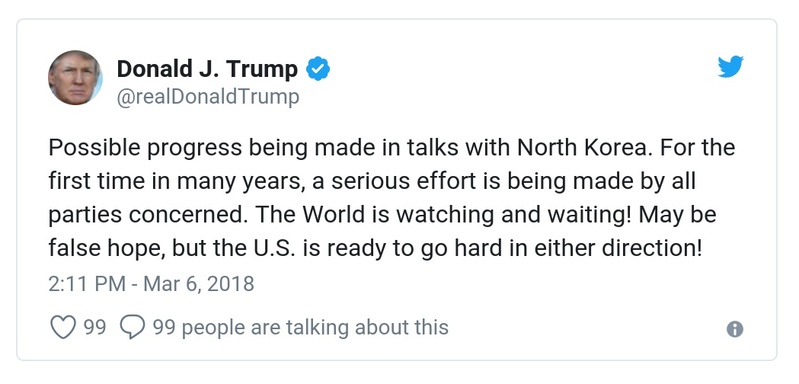 Donald J. Trump
@realDonaldTrump
Possible progress being made in talks with North Korea. For the
first time in many years, a serious effort is being made by all
parties concerned. The World is watching and waiting! May be
false hope, but the U.S. is ready to go hard in either direction!
2:11 PM - Mar 6, 2018
99 99 people are talking about this